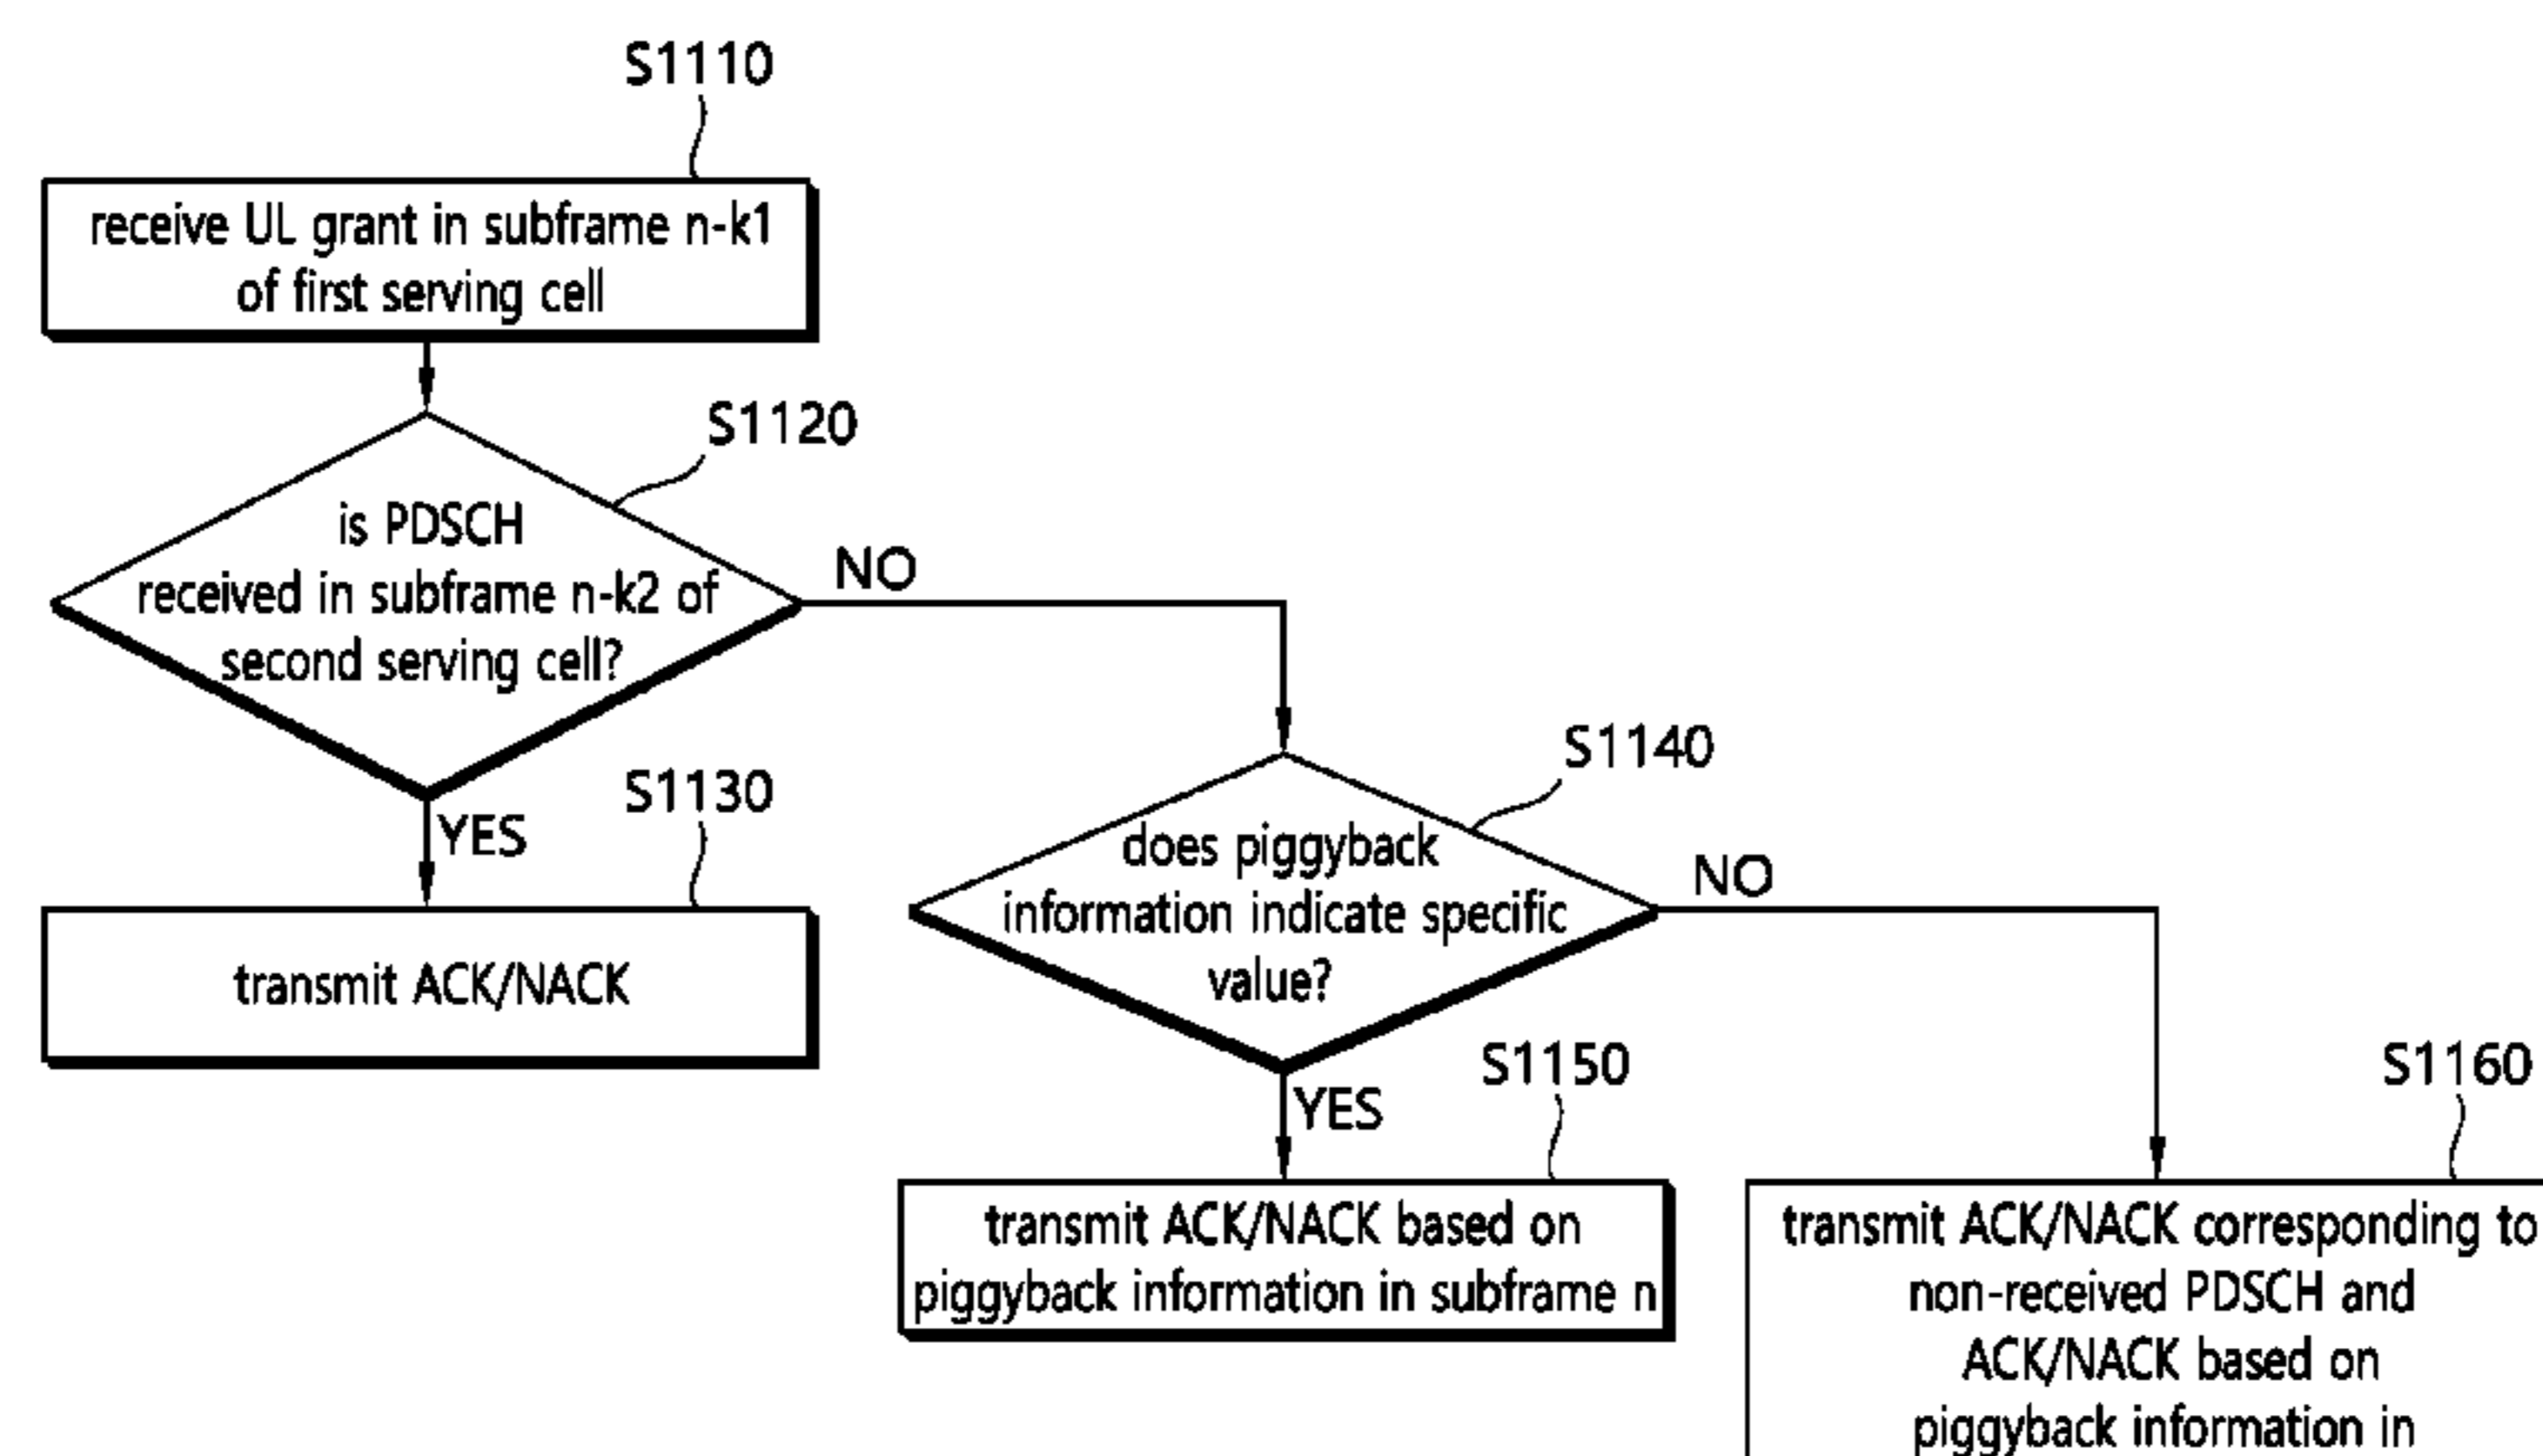 S1110
receive UL grant in subframe n-k1
of first serving cell
S1120
is PDSCH
received in subframe n-k2 of
second serving cell?
NO
YES
S1130
transmit ACK/NACK
S1140
does piggyback
information indicate specific
value?
NO
YES
S1150
transmit ACK/NACK based on
piggyback information in subframe n
S1160
transmit ACK/NACK corresponding to
non-received PDSCH and
ACK/NACK based on
piggyback information in